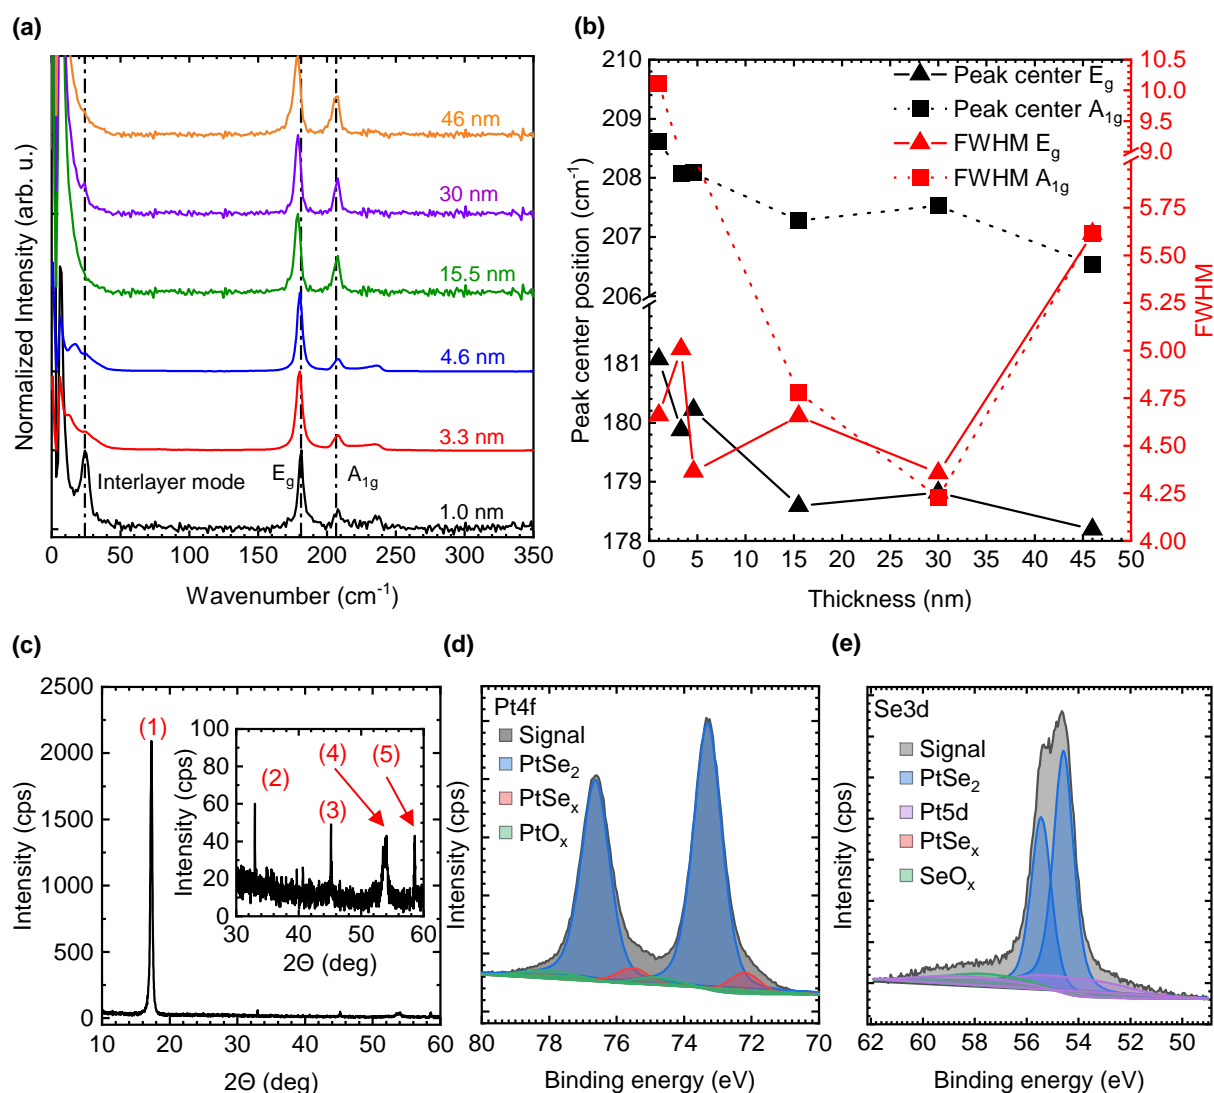 (a)
Normalized Intensity (arb. u.)
46 nm
30 nm
15.5 nm
4.6 nm
3.3 nm
1.0 nm
Interlayer mode
Eg
A1g
0 50 100 150 200 250 300 350
Wavenumber (cm-1)
(b)
Peak center position (cm-1)
210
209
208
207
206
181
180
179
178
Peak center Eg
Peak center A1g
FWHM Eg
FWHM A1g
10.5
10.0
9.5
9.0
5.75
5.50
5.25
5.00
4.75
4.50
4.25
4.00
FWHM
0 5 10 15 20 25 30 35 40 45 50
Thickness (nm)
(c)
Intensity (cps)
2500
2000
1500
1000
500
0
(1)
10 20 30 40 50 60
2Θ (deg)
Intensity (cps)
100
80
60
40
20
0
(2)
(3)
(4)
(5)
30 40 50 60
2Θ (deg)
(d)
Intensity (cps)
Pt4f
Signal
PtSe2
PtSex
PtOx
80 78 76 74 72 70
Binding energy (eV)
(e)
Intensity (cps)
Se3d
Signal
PtSe2
Pt5d
PtSex
SeOx
62 60 58 56 54 52 50
Binding energy (eV)